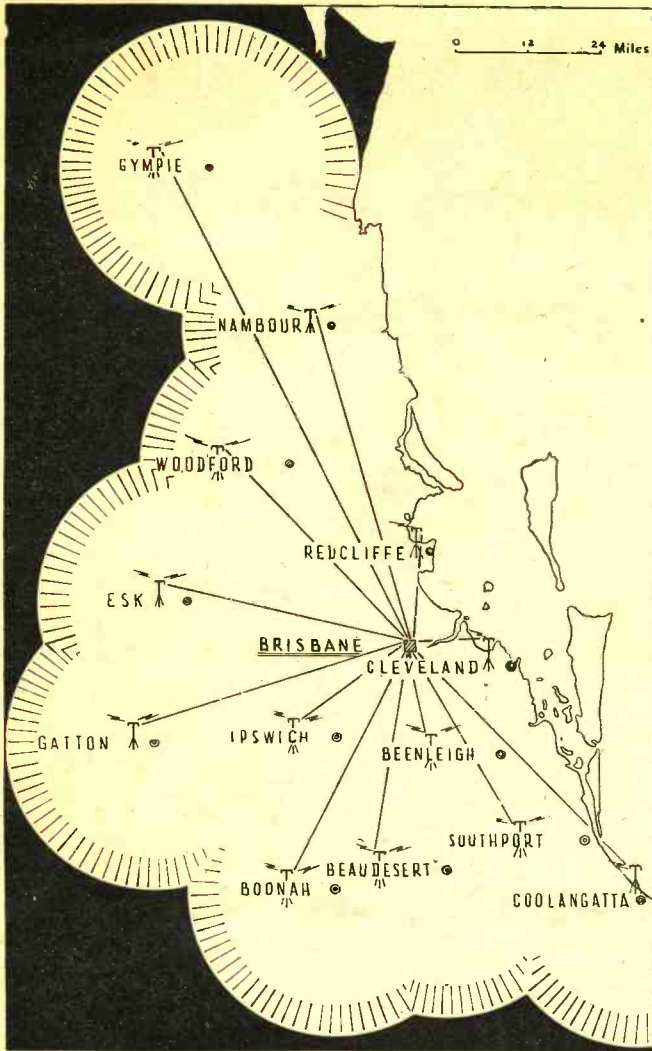 0 12 24 Miles
GYMPIE
NAMBOUR
WOODFORD
REDCLIFFE
ESK
BRISBANE
CLEVELAND
GATTON
IPSWICH
BEENLEIGH
SOUTHPORT
BEAUDESERT
BOONAH
COOLANGATTA